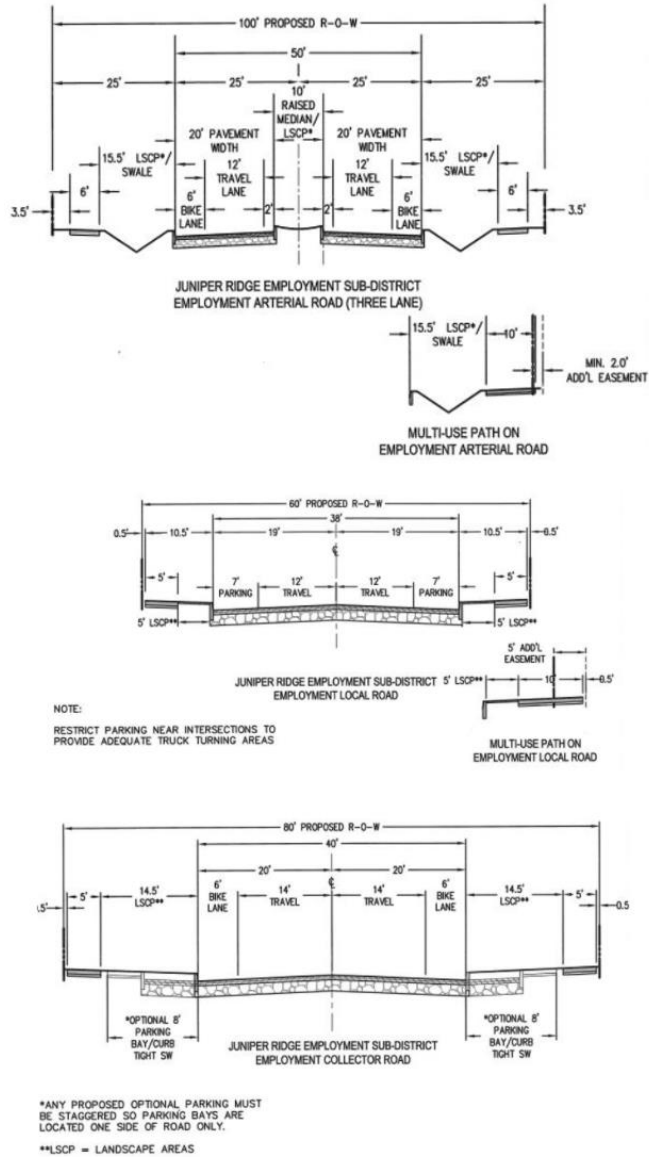 100' PROPOSED R-O-W
50'
25' 25' 25' 25'
10'
RAISED
MEDIAN/
LSCP*
20' PAVEMENT
WIDTH
20' PAVEMENT
WIDTH
15.5' LSCP*/
SWALE
12'
TRAVEL
LANE
12'
TRAVEL
LANE
15.5' LSCP*/
SWALE
6'
6'
BIKE
LANE
2'
2'
6'
BIKE
LANE
6'
3.5'
3.5'
JUNIPER RIDGE EMPLOYMENT SUB-DISTRICT
EMPLOYMENT ARTERIAL ROAD (THREE LANE)
15.5' LSCP*/
SWALE
10'
MIN. 2.0'
ADD'L EASEMENT
MULTI-USE PATH ON
EMPLOYMENT ARTERIAL ROAD
60' PROPOSED R-O-W
38'
0.5' 10.5' 19' 19' 10.5' 0.5'
℄
5'
7'
PARKING
12'
TRAVEL
12'
TRAVEL
7'
PARKING
5'
5' LSCP**
5' LSCP**
JUNIPER RIDGE EMPLOYMENT SUB-DISTRICT
EMPLOYMENT LOCAL ROAD
NOTE:
RESTRICT PARKING NEAR INTERSECTIONS TO
PROVIDE ADEQUATE TRUCK TURNING AREAS
5' ADD'L
EASEMENT
5' LSCP**
10'
0.5'
MULTI-USE PATH ON
EMPLOYMENT LOCAL ROAD
80' PROPOSED R-O-W
40'
20' 20'
℄
.5'
5'
14.5'
LSCP**
6'
BIKE
LANE
14'
TRAVEL
14'
TRAVEL
6'
BIKE
LANE
14.5'
LSCP**
5'
0.5
*OPTIONAL 8'
PARKING
BAY/CURB
TIGHT SW
*OPTIONAL 8'
PARKING
BAY/CURB
TIGHT SW
JUNIPER RIDGE EMPLOYMENT SUB-DISTRICT
EMPLOYMENT COLLECTOR ROAD
*ANY PROPOSED OPTIONAL PARKING MUST
BE STAGGERED SO PARKING BAYS ARE
LOCATED ONE SIDE OF ROAD ONLY.
**LSCP = LANDSCAPE AREAS